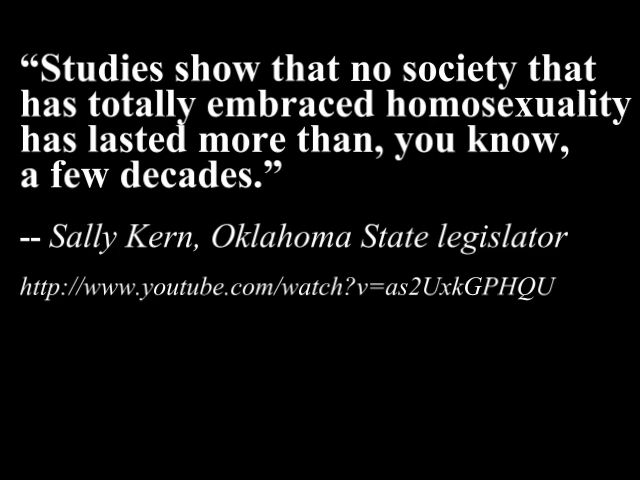 “Studies show that no society that
has totally embraced homosexuality
has lasted more than, you know,
a few decades.”
-- Sally Kern, Oklahoma State legislator
http://www.youtube.com/watch?v=as2UxkGPHQU